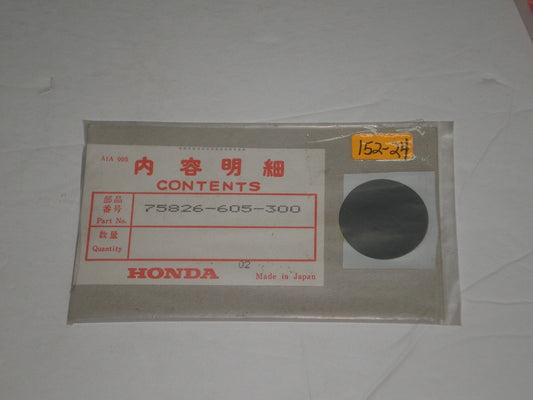 152-24
A1A 005
内容明細
CONTENTS
部品
番号
Part No.
75826-605-300
数量
Quantity
02
HONDA
Made in Japan